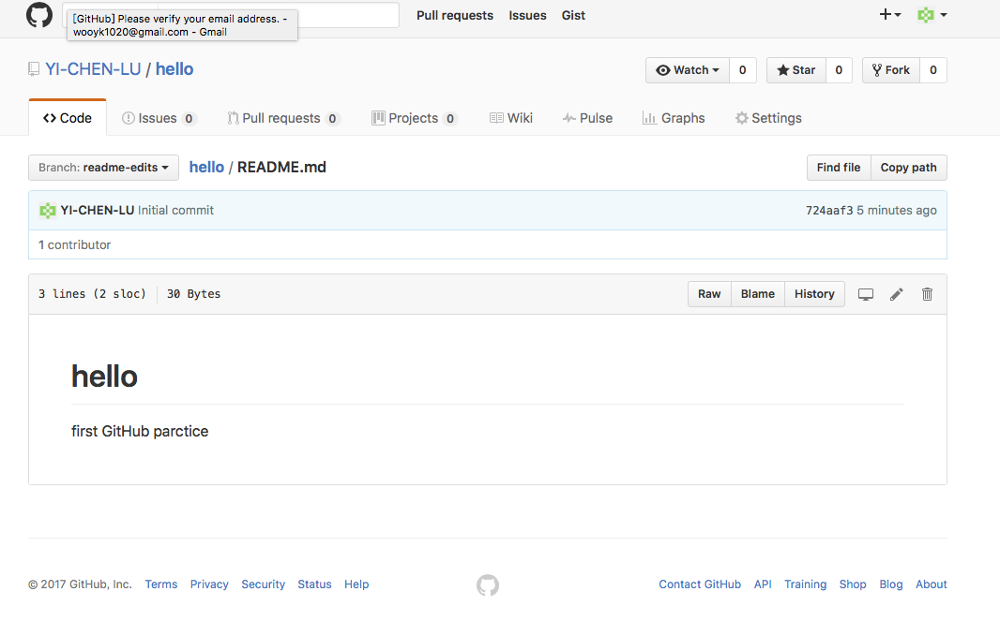 [GitHub] Please verify your email address. -
wooyk1020@gmail.com - Gmail
Pull requests Issues Gist
YI-CHEN-LU / hello
Watch 0 Star 0 Fork 0
Code Issues 0 Pull requests 0 Projects 0 Wiki Pulse Graphs Settings
Branch: readme-edits hello / README.md Find file Copy path
YI-CHEN-LU Initial commit 724aaf3 5 minutes ago
1 contributor
3 lines (2 sloc) 30 Bytes Raw Blame History
hello
first GitHub parctice
© 2017 GitHub, Inc. Terms Privacy Security Status Help Contact GitHub API Training Shop Blog About